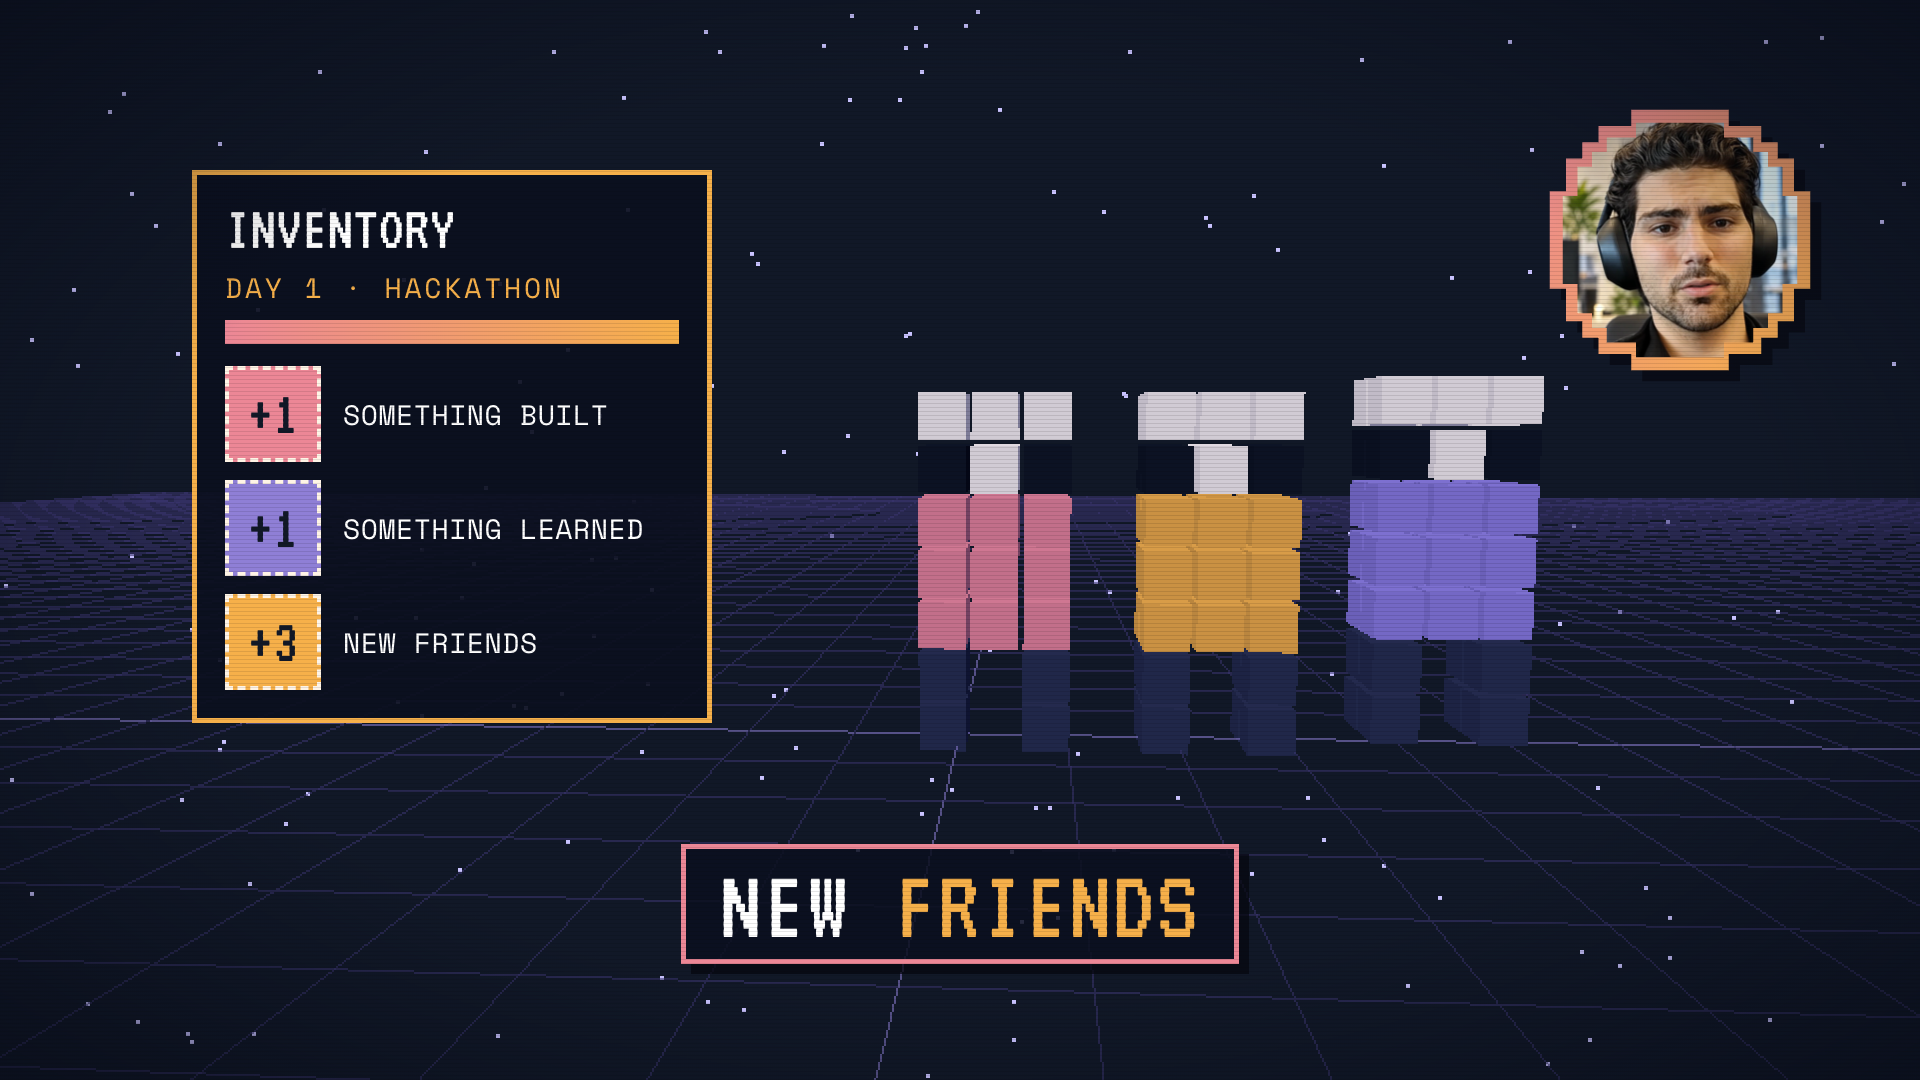 INVENTORY
DAY 1 · HACKATHON
+1 SOMETHING BUILT
+1 SOMETHING LEARNED
+3 NEW FRIENDS
NEW FRIENDS